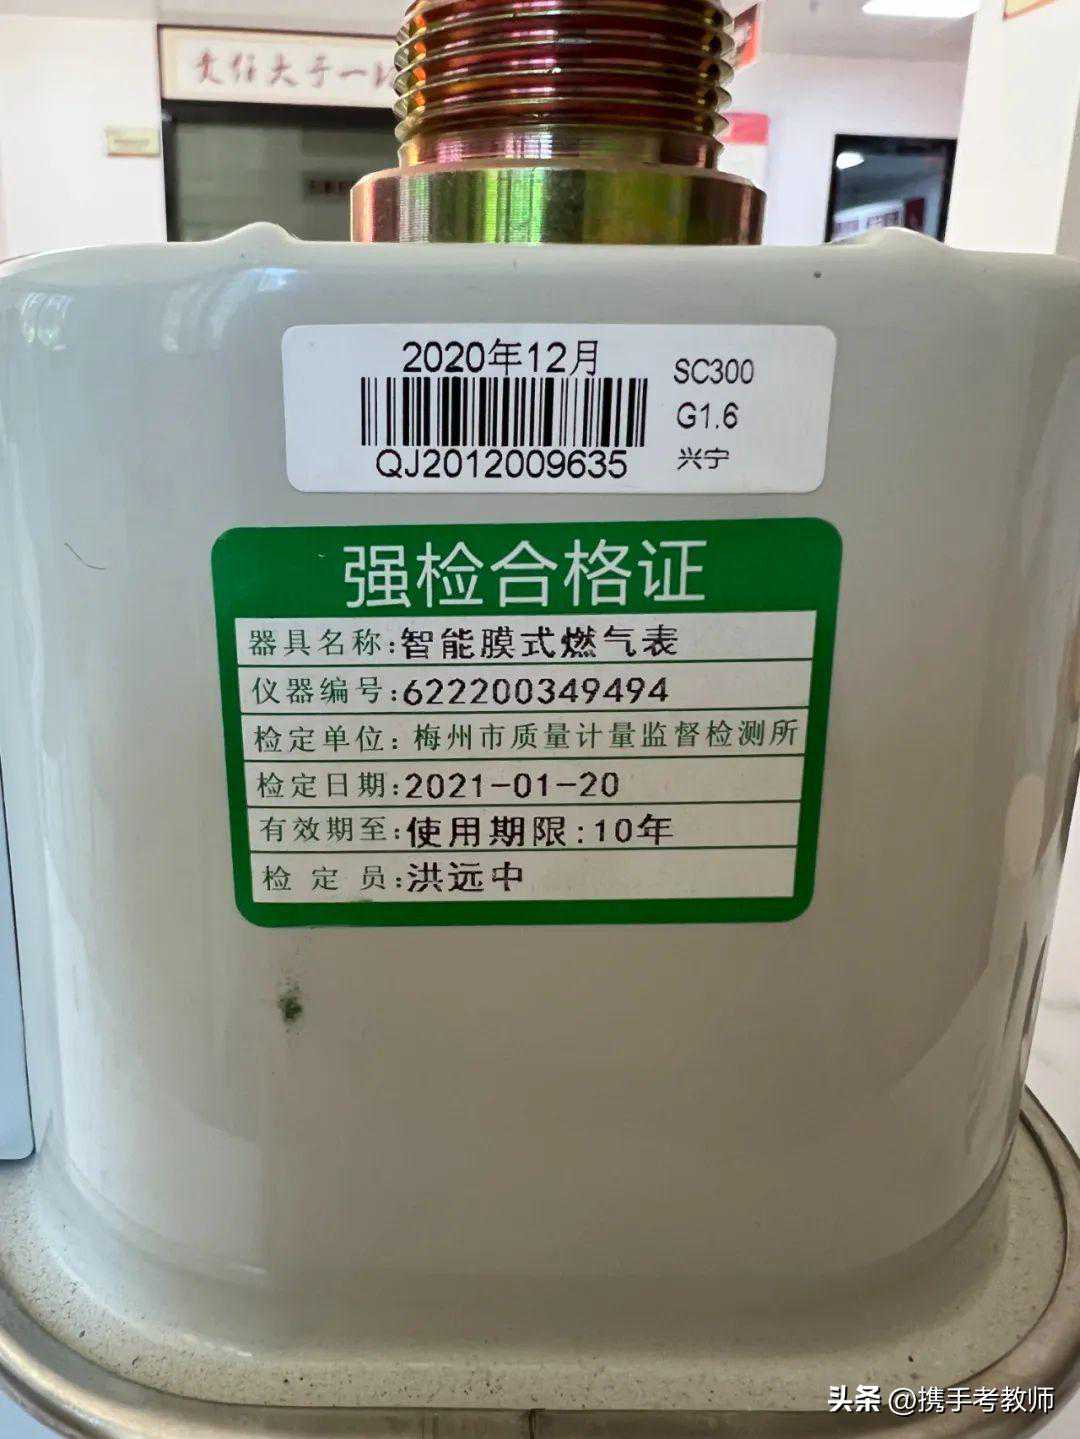 2020年12月
SC300
G1.6
QJ2012009635
兴宁
强检合格证
器具名称:智能膜式燃气表
仪器编号:622200349494
检定单位:梅州市质量计量监督检测所
检定日期:2021-01-20
有效期至:使用期限:10年
检定员:洪远中
头条 @携手考教师